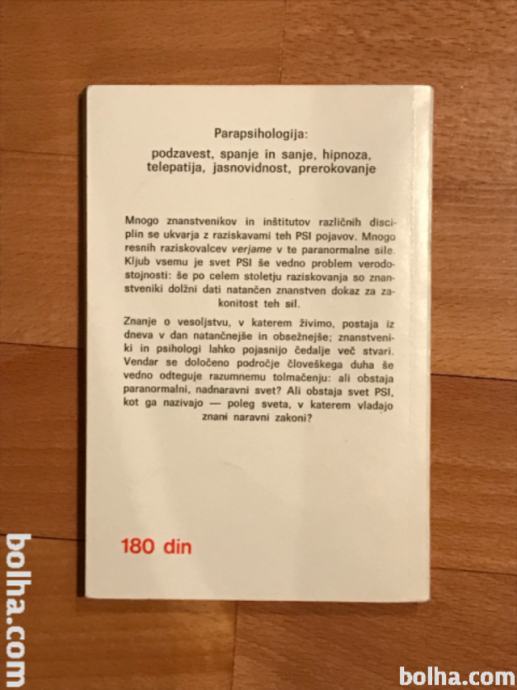 Parapsihologija:
podzavest, spanje in sanje, hipnoza,
telepatija, jasnovidnost, prerokovanje
Mnogo znanstvenikov in inštitutov različnih disci-
plin se ukvarja z raziskavami teh PSI pojavov. Mnogo
resnih raziskovalcev verjame v te paranormalne sile.
Kljub vsemu je svet PSI še vedno problem verodo-
stojnosti: še po celem stoletju raziskovanja so znan-
stveniki dolžni dati natančen znanstven dokaz za za-
konitost teh sil.
Znanje o vesoljstvu, v katerem živimo, postaja iz
dneva v dan natančnejše in obsežnejše; znanstveni-
ki in psihologi lahko pojasnijo čedalje več stvari.
Vendar se določeno področje človeškega duha še
vedno odteguje razumnemu tolmačenju: ali obstaja
paranormalni, nadnaravni svet? Ali obstaja svet PSI,
kot ga nazivajo — poleg sveta, v katerem vladajo
znani naravni zakoni?
180 din
bolha.com
bolha.com